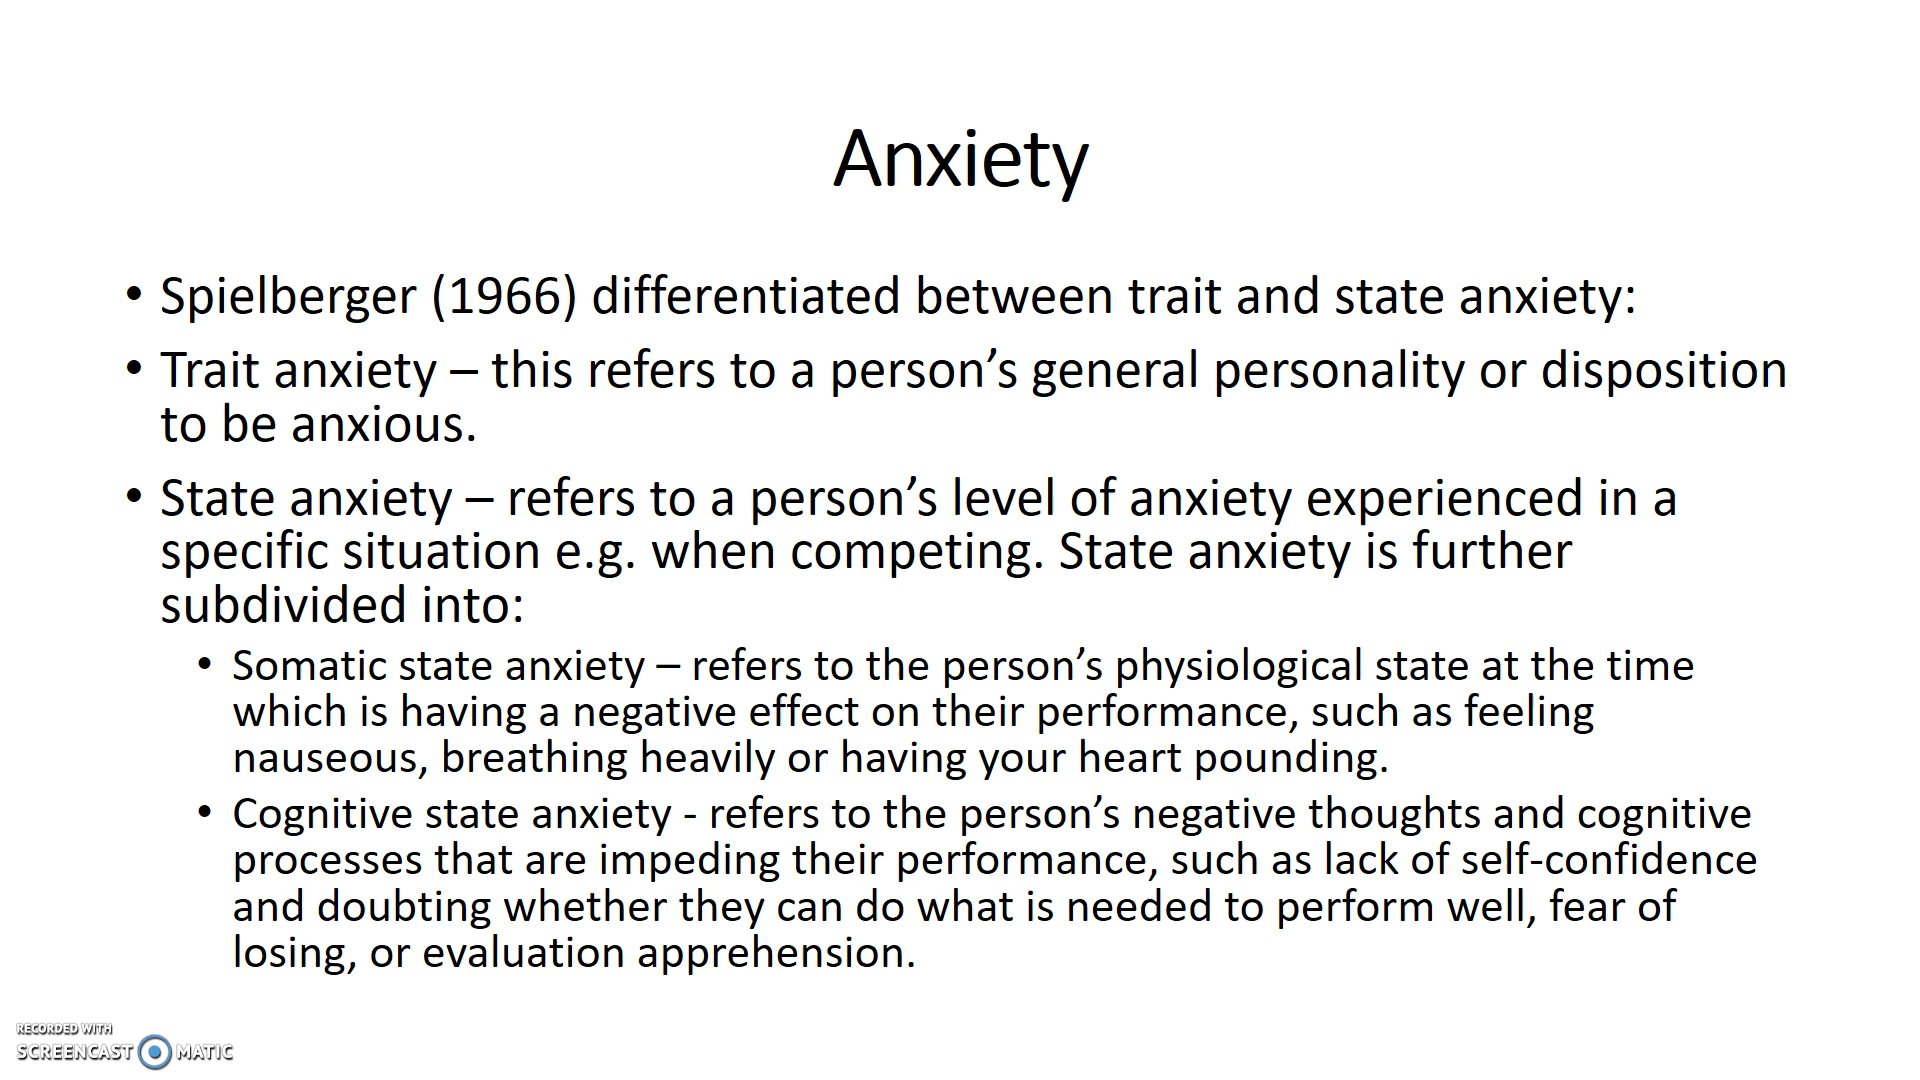 Anxiety
• Spielberger (1966) differentiated between trait and state anxiety:
• Trait anxiety – this refers to a person’s general personality or disposition
to be anxious.
• State anxiety – refers to a person’s level of anxiety experienced in a
specific situation e.g. when competing. State anxiety is further
subdivided into:
• Somatic state anxiety – refers to the person’s physiological state at the time
which is having a negative effect on their performance, such as feeling
nauseous, breathing heavily or having your heart pounding.
• Cognitive state anxiety - refers to the person’s negative thoughts and cognitive
processes that are impeding their performance, such as lack of self-confidence
and doubting whether they can do what is needed to perform well, fear of
losing, or evaluation apprehension.
RECORDED WITH
SCREENCAST MATIC